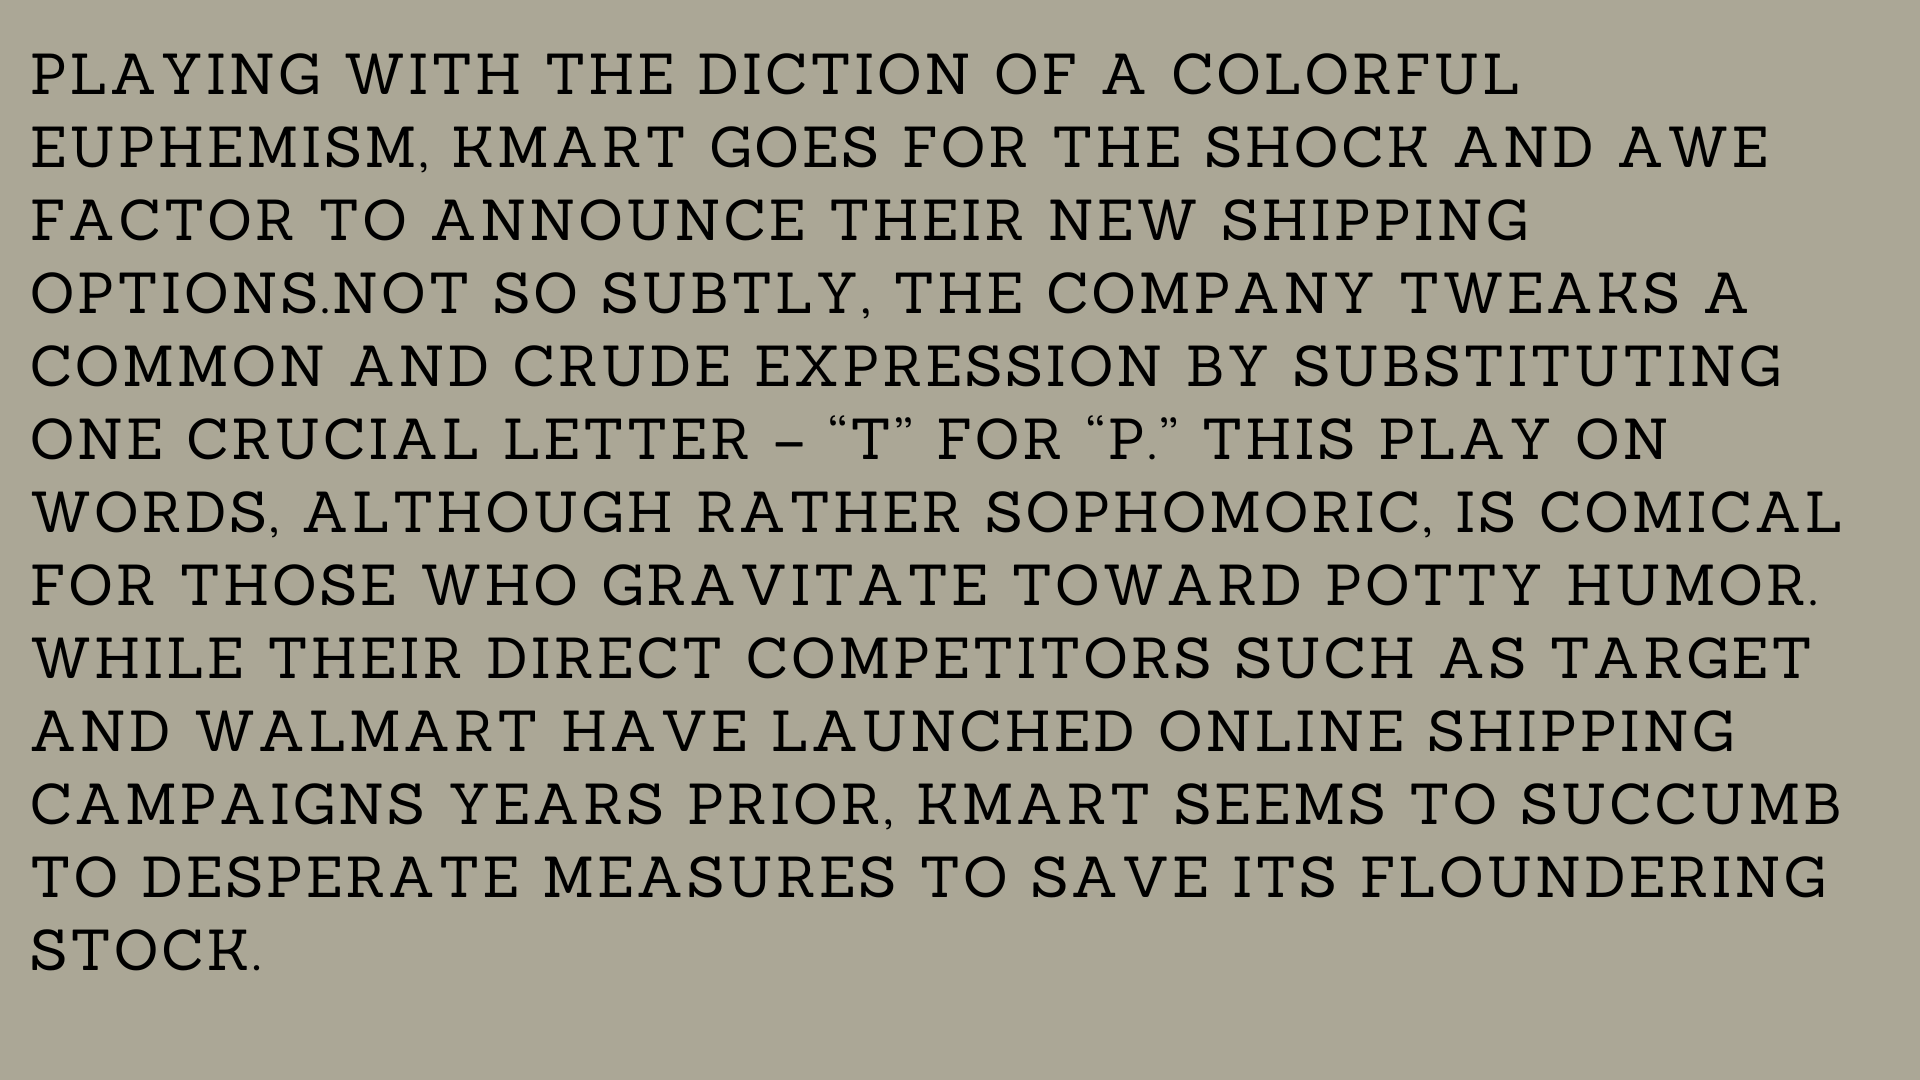 PLAYING WITH THE DICTION OF A COLORFUL
EUPHEMISM, KMART GOES FOR THE SHOCK AND AWE
FACTOR TO ANNOUNCE THEIR NEW SHIPPING
OPTIONS.NOT SO SUBTLY, THE COMPANY TWEAKS A
COMMON AND CRUDE EXPRESSION BY SUBSTITUTING
ONE CRUCIAL LETTER – “T” FOR “P.” THIS PLAY ON
WORDS, ALTHOUGH RATHER SOPHOMORIC, IS COMICAL
FOR THOSE WHO GRAVITATE TOWARD POTTY HUMOR.
WHILE THEIR DIRECT COMPETITORS SUCH AS TARGET
AND WALMART HAVE LAUNCHED ONLINE SHIPPING
CAMPAIGNS YEARS PRIOR, KMART SEEMS TO SUCCUMB
TO DESPERATE MEASURES TO SAVE ITS FLOUNDERING
STOCK.